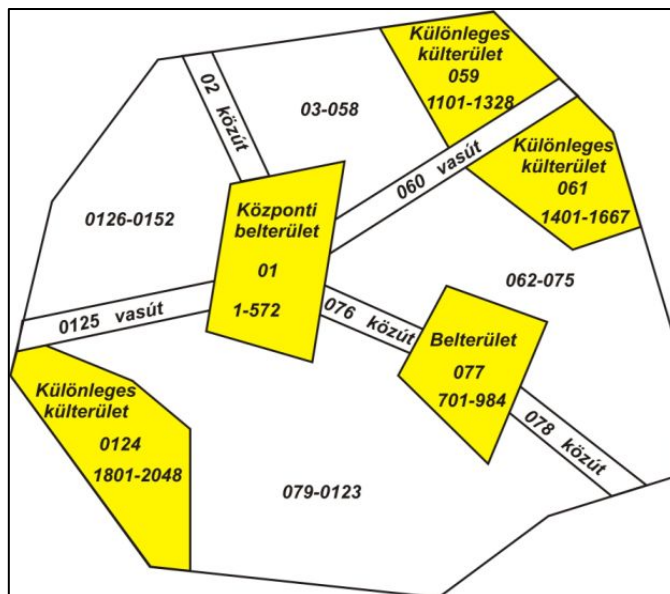 Különleges
külterület
059
1101-1328
02 közút
03-058
060 vasút
Különleges
külterület
061
1401-1667
0126-0152
Központi
belterület
01
1-572
062-075
0125 vasút
076 közút
Belterület
077
701-984
Különleges
külterület
0124
1801-2048
078 közút
079-0123